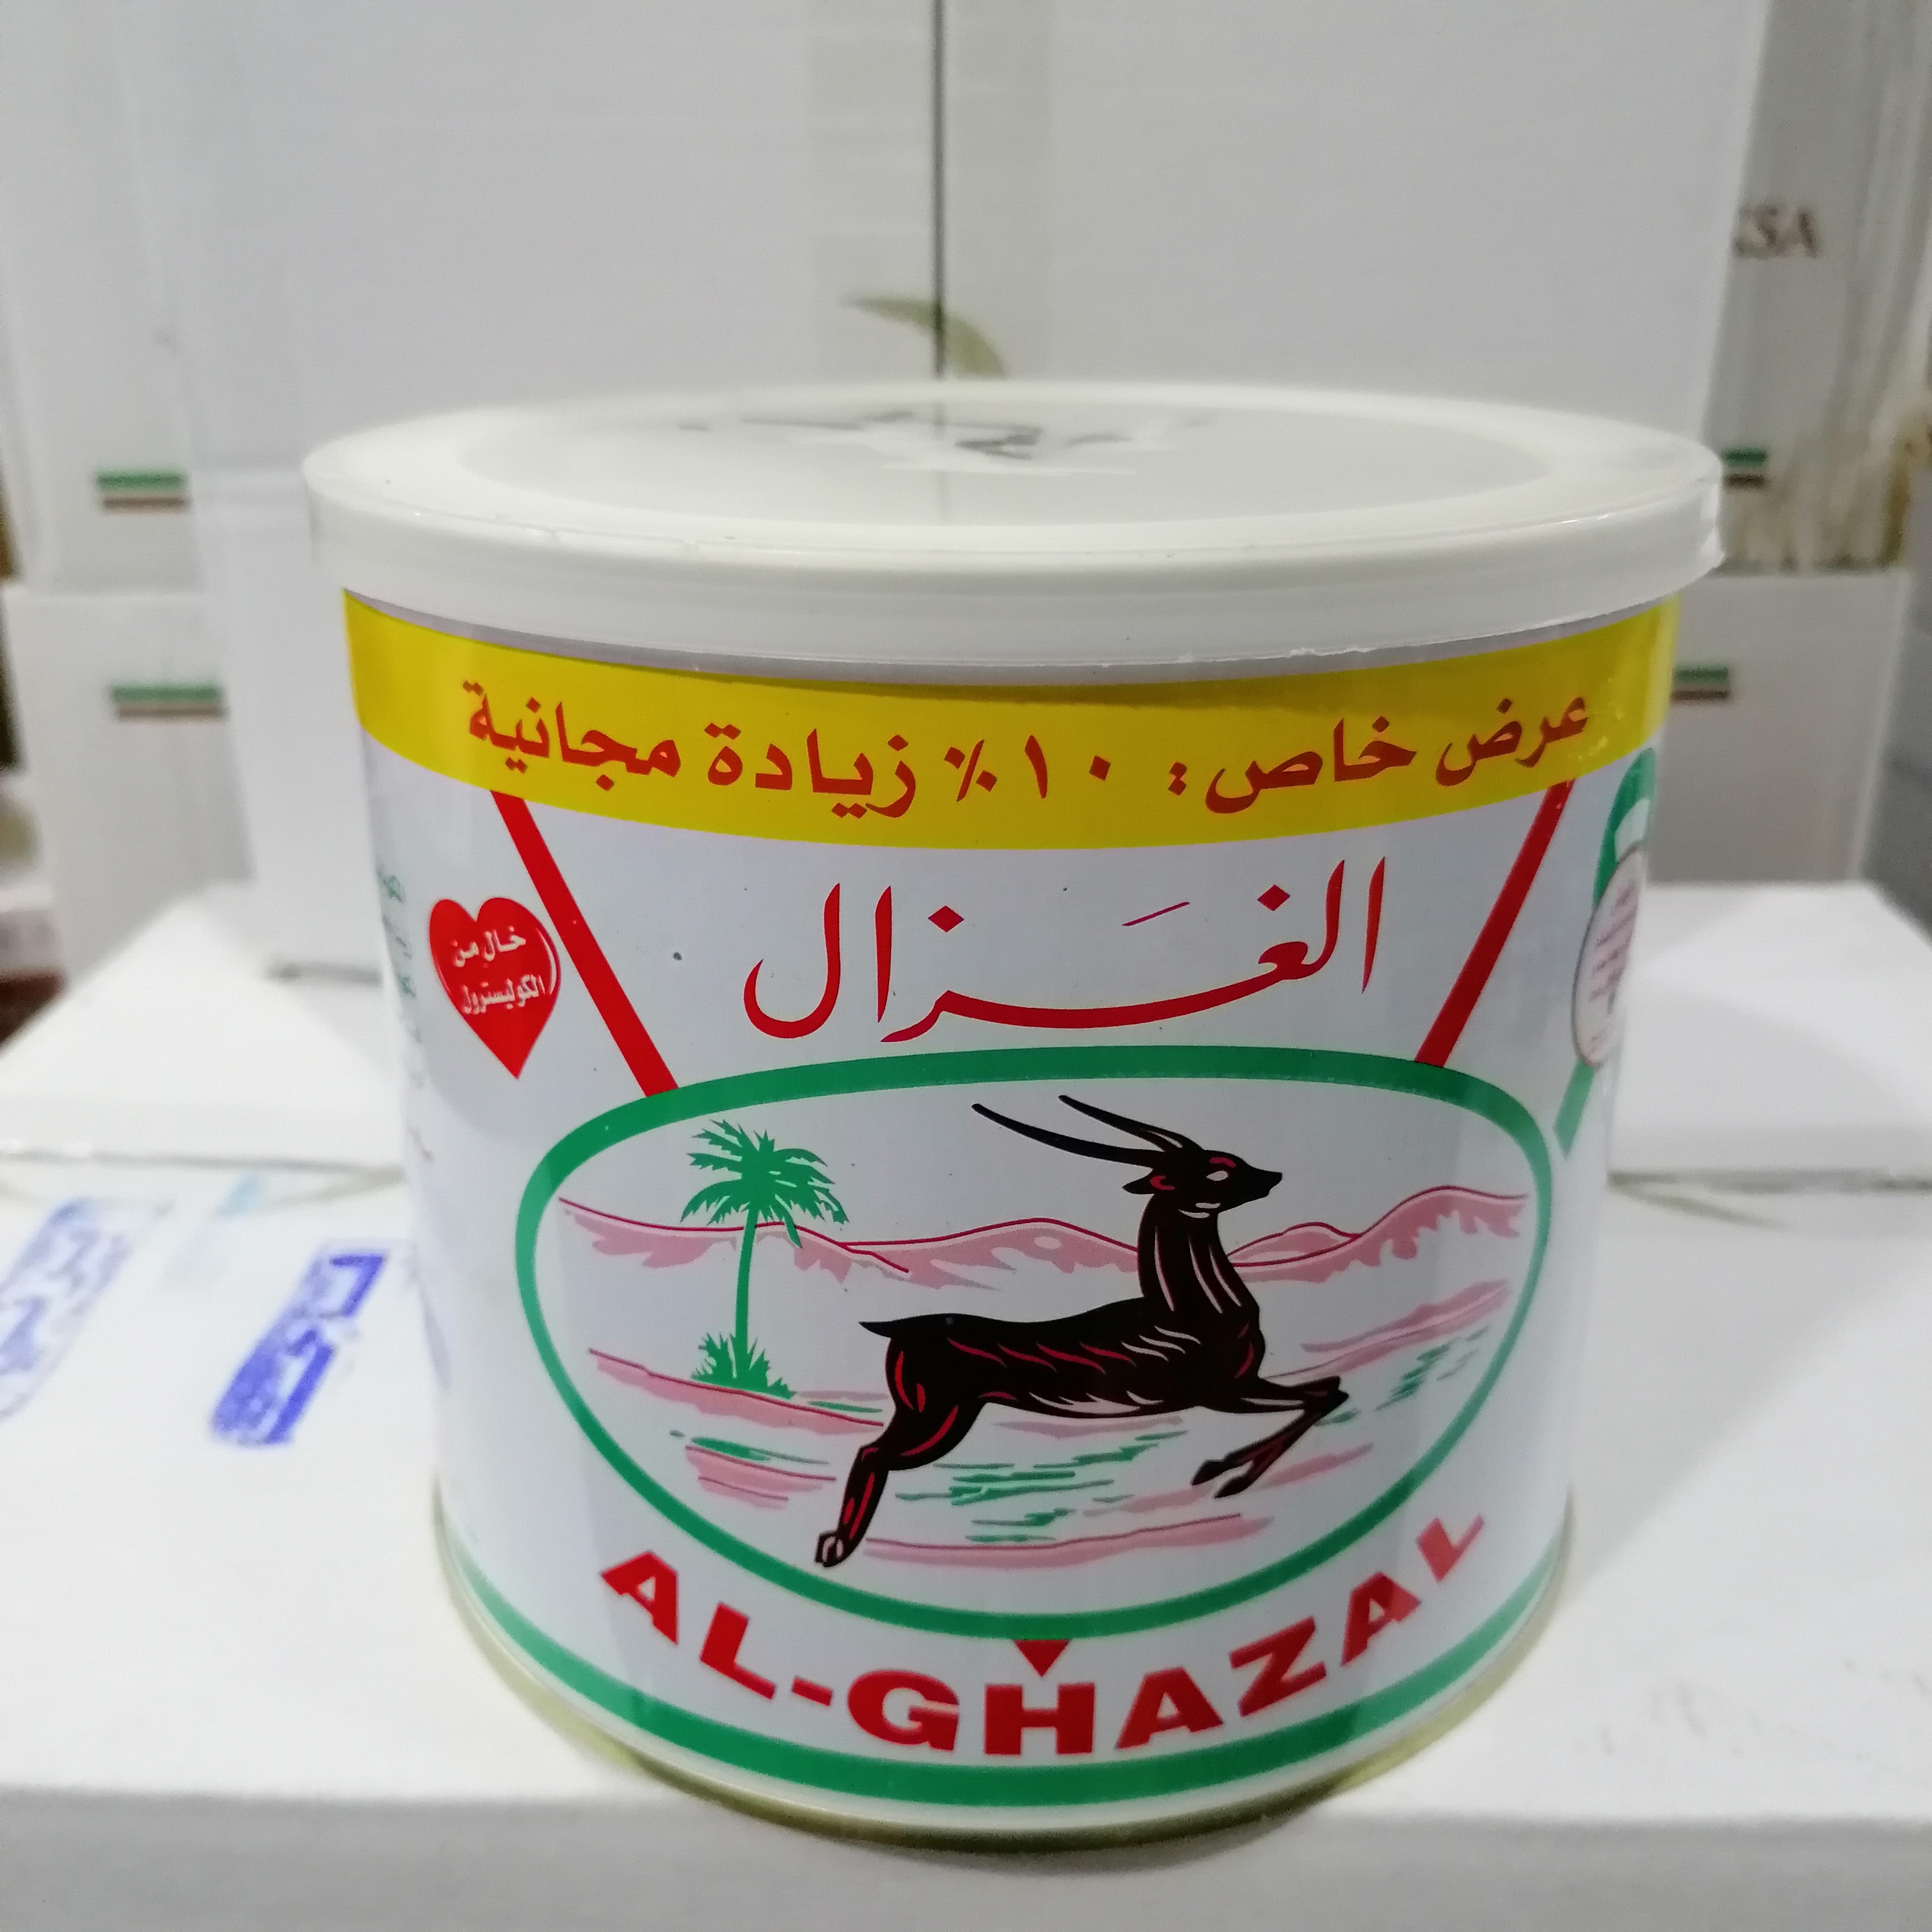 عرض خاص: ١٠٪ زيادة مجانية
الغزال
خال من
الكوليسترول
AL-GHAZAL